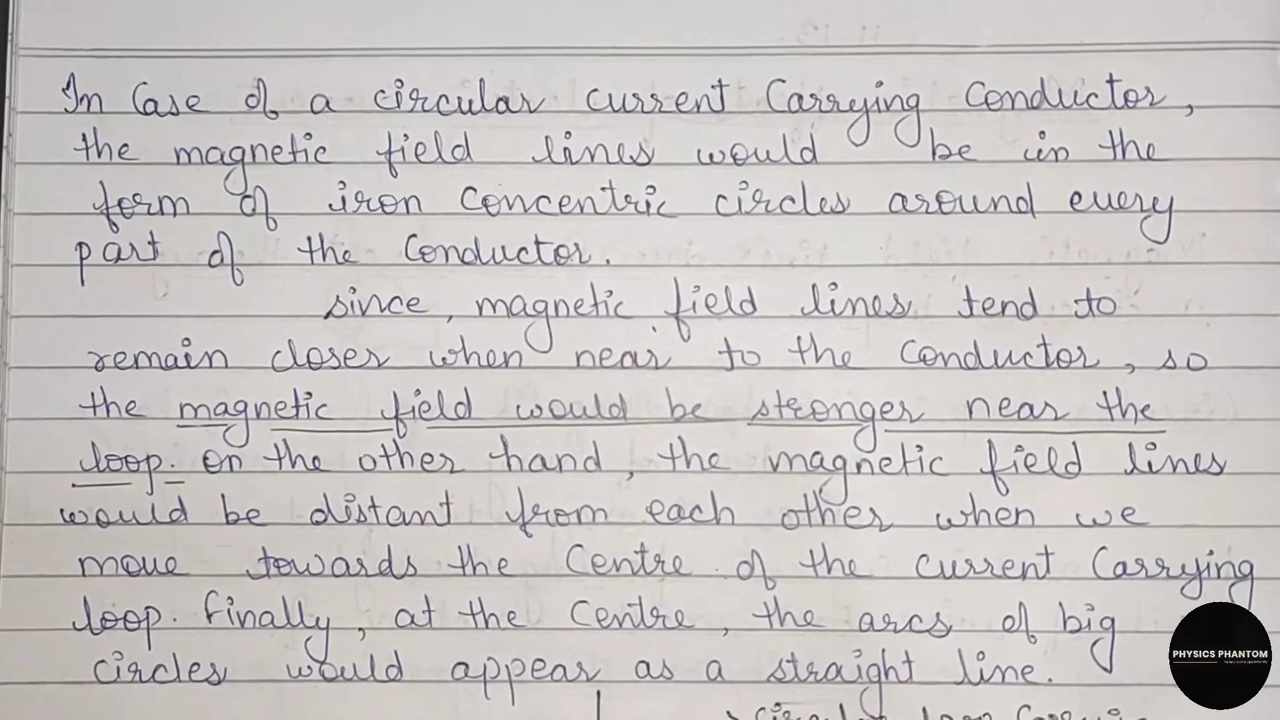 In Case of a circular current Carrying Conductor,
the magnetic field lines would be in the
form of iron concentric circles around every
part of the Conductor.
since, magnetic field lines tend to
remain closer when near to the conductor, so
the magnetic field would be stronger near the
loop. On the other hand, the magnetic field lines
would be distant from each other when we
move towards the Centre of the current Carrying
loop. Finally, at the Centre, the arcs of big
circles would appear as a straight line.
PHYSICS PHANTOM